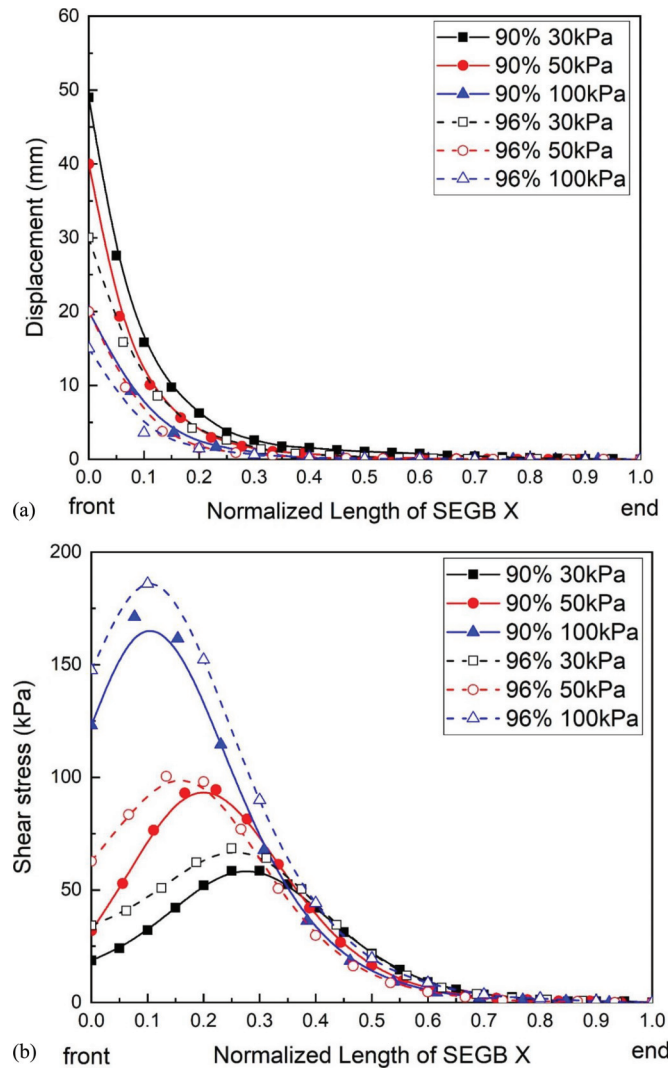 60
50
40
30
20
10
0
Displacement (mm)
90% 30kPa
90% 50kPa
90% 100kPa
96% 30kPa
96% 50kPa
96% 100kPa
0.0 0.1 0.2 0.3 0.4 0.5 0.6 0.7 0.8 0.9 1.0
(a) front Normalized Length of SEGB X end
200
150
100
50
0
Shear stress (kPa)
90% 30kPa
90% 50kPa
90% 100kPa
96% 30kPa
96% 50kPa
96% 100kPa
0.0 0.1 0.2 0.3 0.4 0.5 0.6 0.7 0.8 0.9 1.0
(b) front Normalized Length of SEGB X end